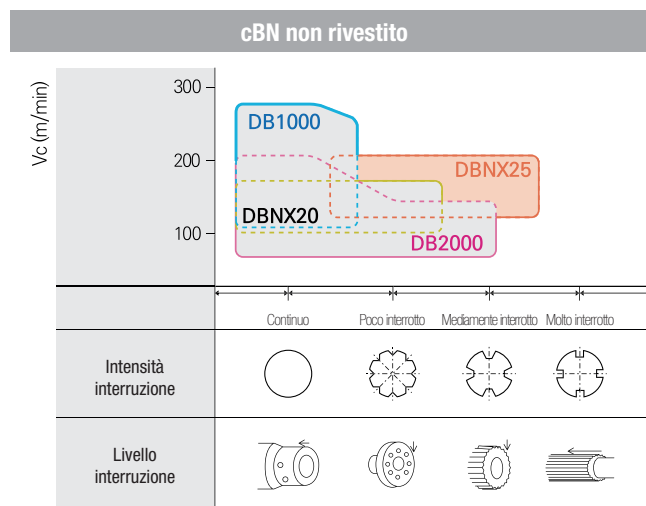 cBN non rivestito
Vc (m/min)
300
200
100
DB1000
DBNX25
DBNX20
DB2000
Continuo
Poco interrotto
Mediamente interrotto
Molto interrotto
Intensità
interruzione
Livello
interruzione